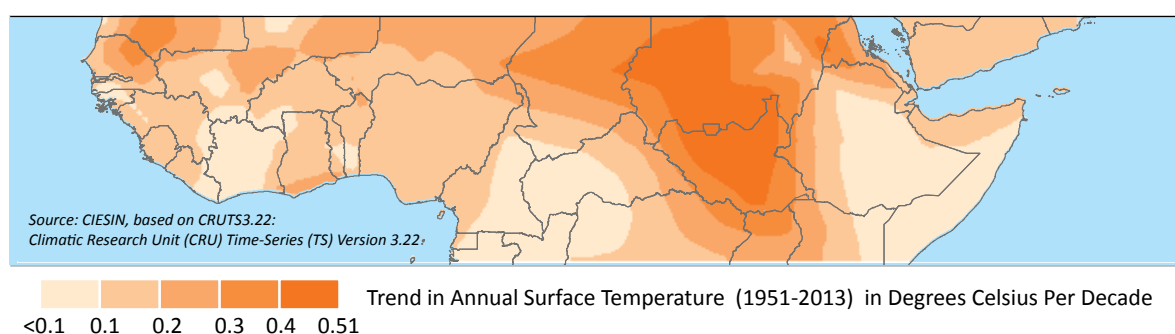 Source: CIESIN, based on CRUTS3.22:
Climatic Research Unit (CRU) Time-Series (TS) Version 3.22.
Trend in Annual Surface Temperature (1951-2013) in Degrees Celsius Per Decade
<0.1 0.1 0.2 0.3 0.4 0.51